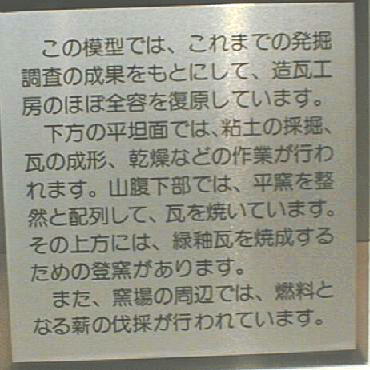 この模型では、これまでの発掘
調査の成果をもとにして、造瓦工
房のほぼ全容を復原しています。
下方の平坦面では、粘土の採掘、
瓦の成形、乾燥などの作業が行わ
れます。山腹下部では、平窯を整
然と配列して、瓦を焼いています。
その上方には、緑釉瓦を焼成する
ための登窯があります。
また、窯場の周辺では、燃料と
なる薪の伐採が行われています。